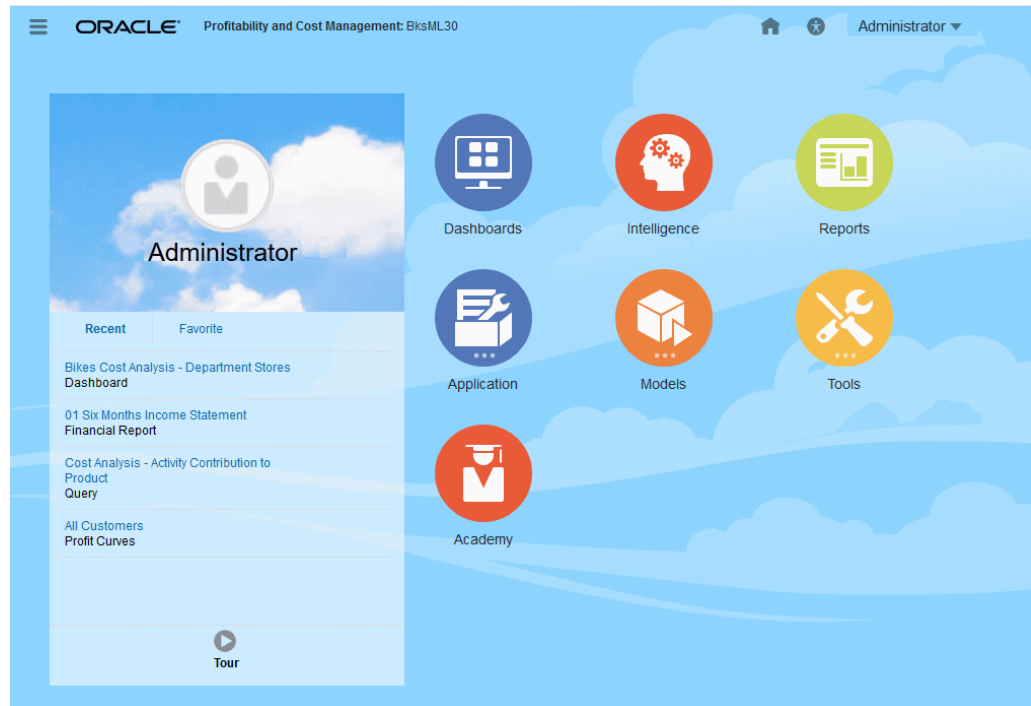 ORACLE® Profitability and Cost Management: BksML30 Administrator
Administrator
Recent Favorite
Bikes Cost Analysis - Department Stores
Dashboard
01 Six Months Income Statement
Financial Report
Cost Analysis - Activity Contribution to
Product
Query
All Customers
Profit Curves
Tour
Dashboards Intelligence Reports
Application Models Tools
Academy